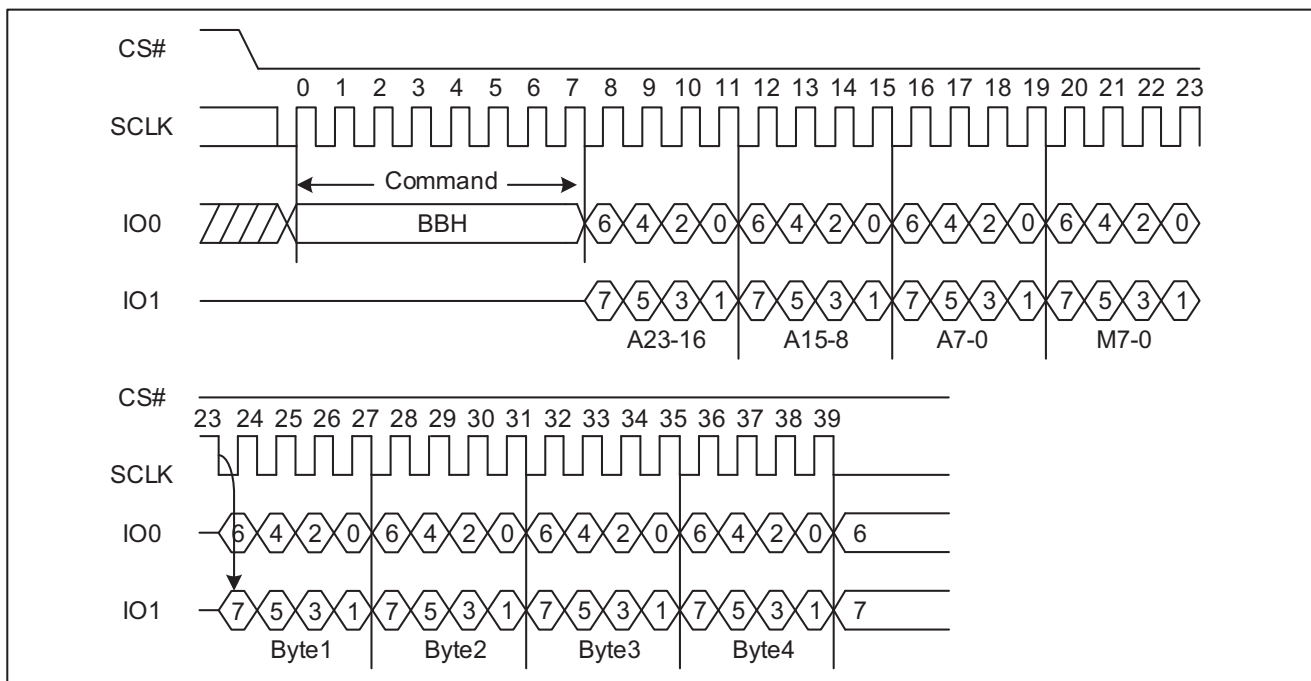 CS#
0 1 2 3 4 5 6 7 8 9 10 11 12 13 14 15 16 17 18 19 20 21 22 23
SCLK
Command
IO0 BBH 6 4 2 0 6 4 2 0 6 4 2 0 6 4 2 0
IO1 7 5 3 1 7 5 3 1 7 5 3 1 7 5 3 1
A23-16 A15-8 A7-0 M7-0
CS#
23 24 25 26 27 28 29 30 31 32 33 34 35 36 37 38 39
SCLK
IO0 6 4 2 0 6 4 2 0 6 4 2 0 6 4 2 0 6
IO1 7 5 3 1 7 5 3 1 7 5 3 1 7 5 3 1 7
Byte1 Byte2 Byte3 Byte4